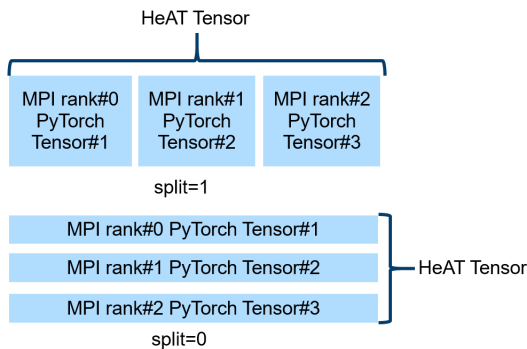 HeAT Tensor
MPI rank#0
PyTorch
Tensor#1
MPI rank#1
PyTorch
Tensor#2
MPI rank#2
PyTorch
Tensor#3
split=1
MPI rank#0 PyTorch Tensor#1
MPI rank#1 PyTorch Tensor#2
HeAT Tensor
MPI rank#2 PyTorch Tensor#3
split=0